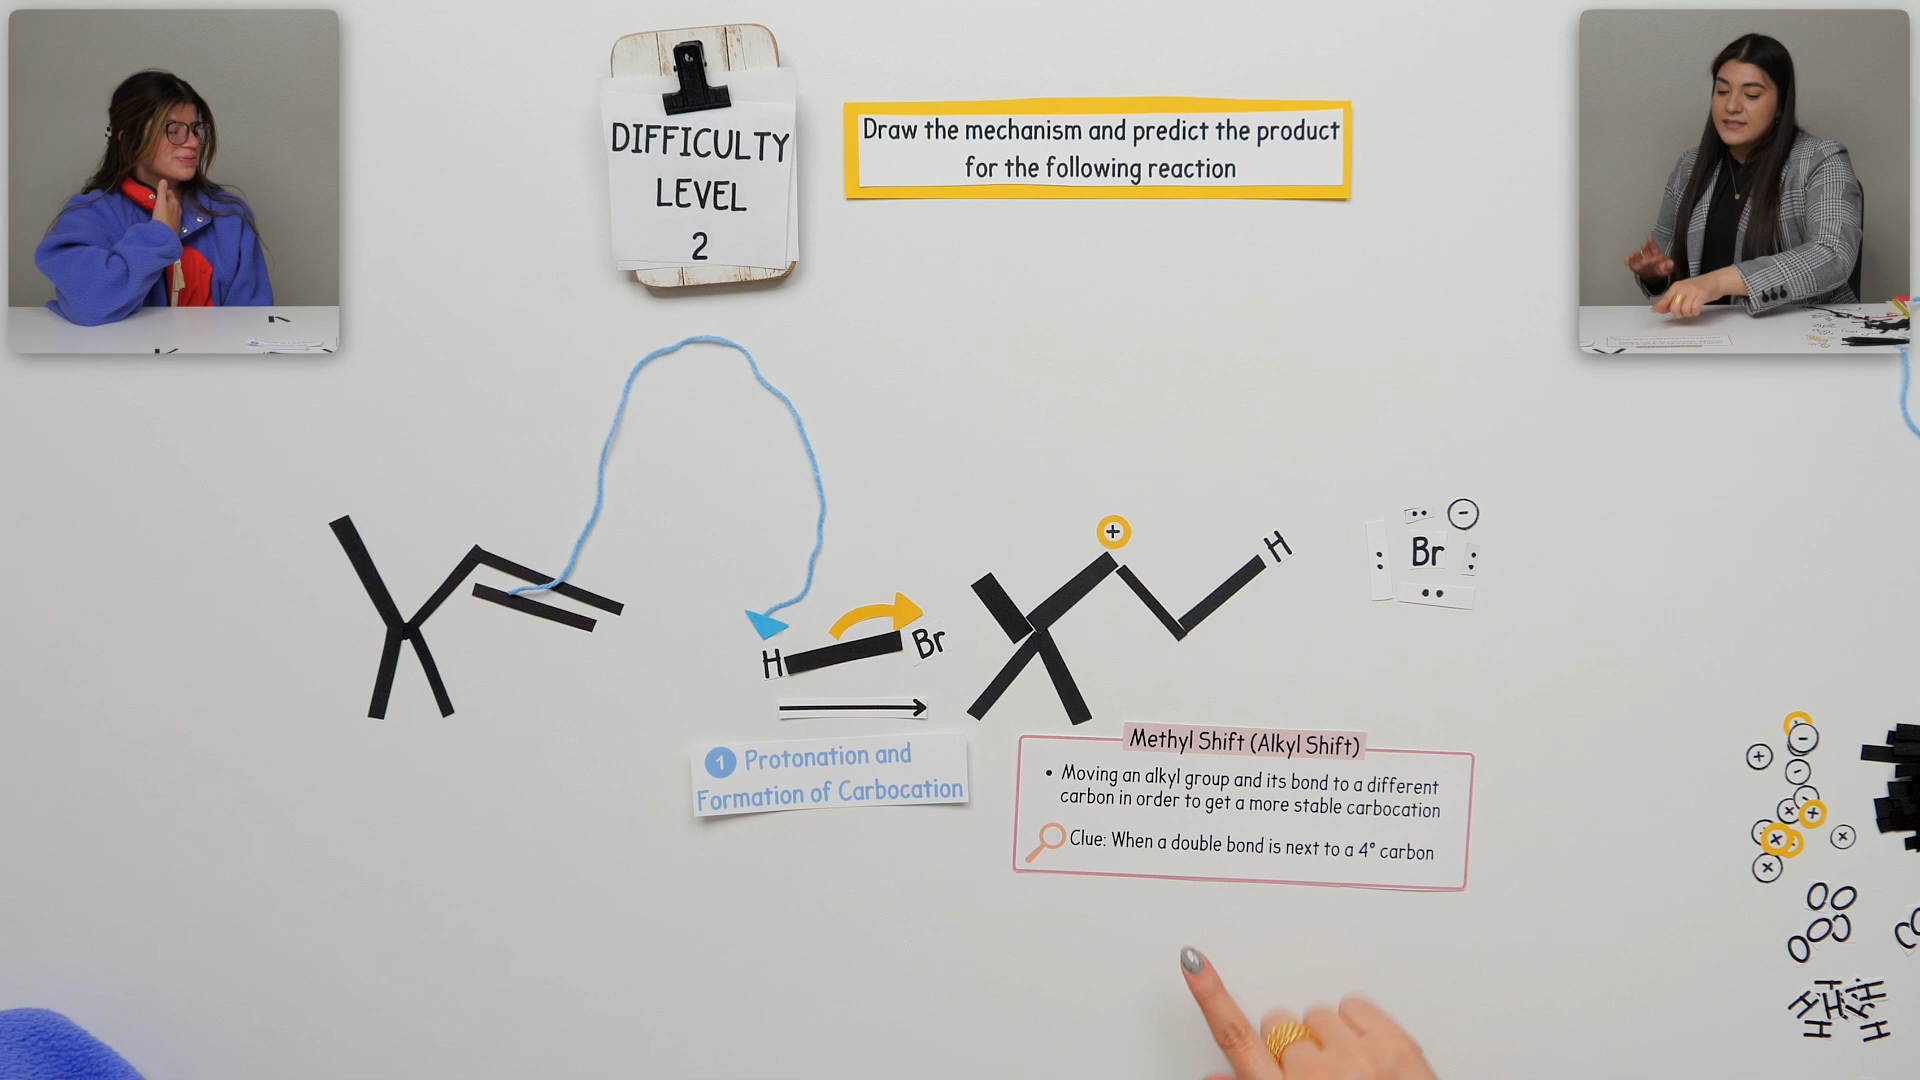 DIFFICULTY
LEVEL
2
Draw the mechanism and predict the product
for the following reaction
+
H
H
Br
Br
-
1 Protonation and
Formation of Carbocation
Methyl Shift (Alkyl Shift)
• Moving an alkyl group and its bond to a different
carbon in order to get a more stable carbocation
Clue: When a double bond is next to a 4° carbon